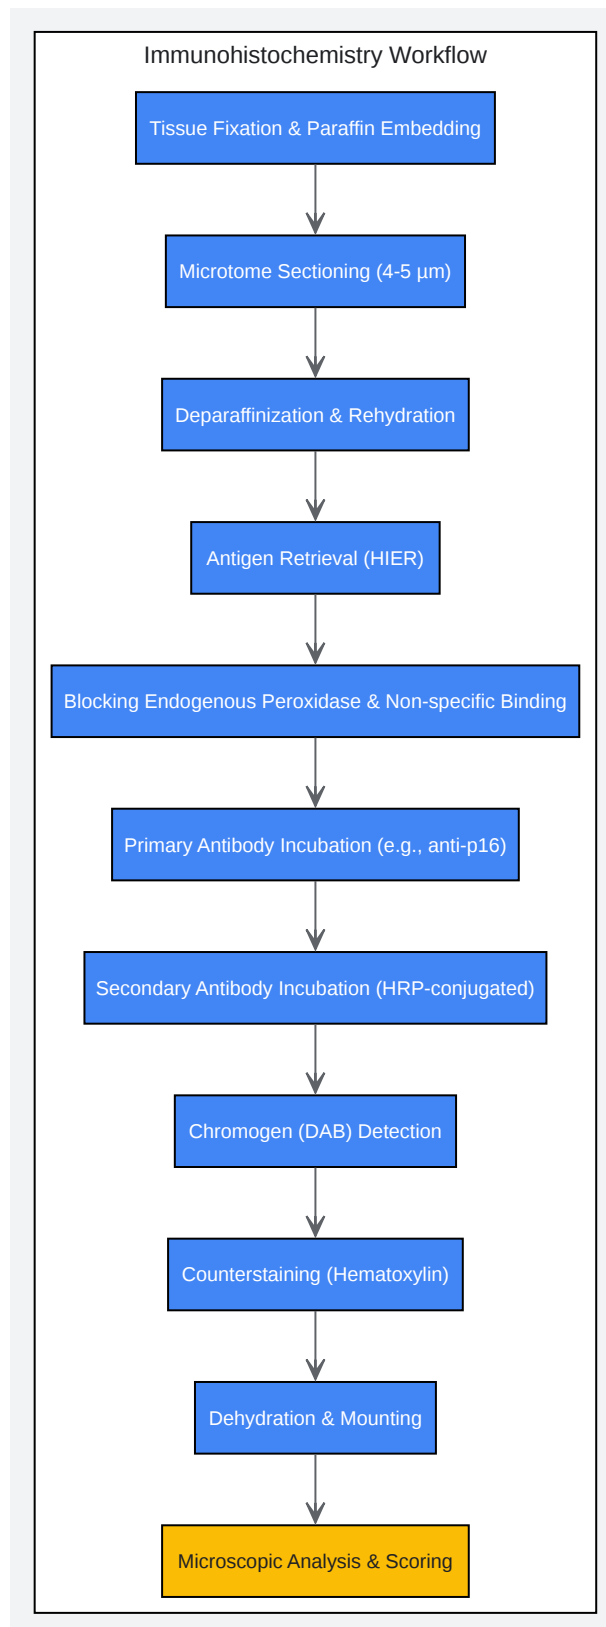 Immunohistochemistry Workflow
Tissue Fixation & Paraffin Embedding
Microtome Sectioning (4-5 µm)
Deparaffinization & Rehydration
Antigen Retrieval (HIER)
Blocking Endogenous Peroxidase & Non-specific Binding
Primary Antibody Incubation (e.g., anti-p16)
Secondary Antibody Incubation (HRP-conjugated)
Chromogen (DAB) Detection
Counterstaining (Hematoxylin)
Dehydration & Mounting
Microscopic Analysis & Scoring